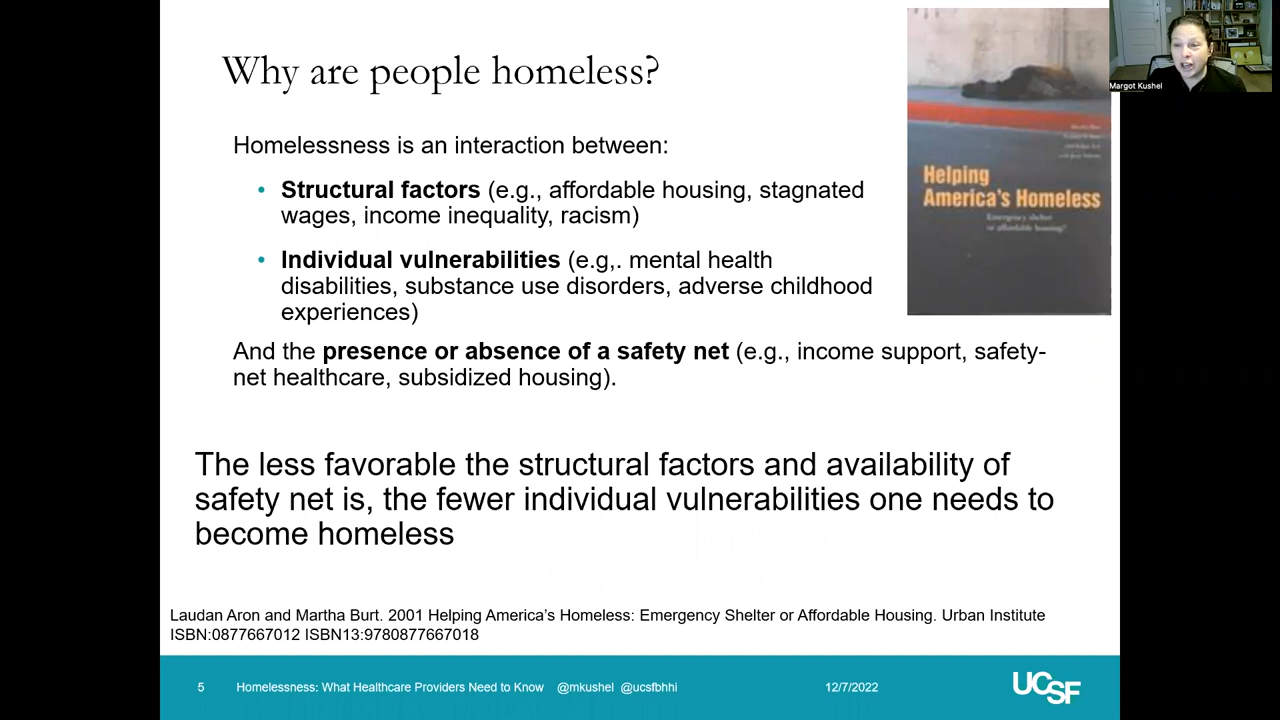 Why are people homeless?
Homelessness is an interaction between:
• Structural factors (e.g., affordable housing, stagnated
wages, income inequality, racism)
• Individual vulnerabilities (e.g,. mental health
disabilities, substance use disorders, adverse childhood
experiences)
And the presence or absence of a safety net (e.g., income support, safety-
net healthcare, subsidized housing).
The less favorable the structural factors and availability of
safety net is, the fewer individual vulnerabilities one needs to
become homeless
Helping
America's Homeless
Emergency shelter
or affordable housing?
Margot Kushel
Laudan Aron and Martha Burt. 2001 Helping America's Homeless: Emergency Shelter or Affordable Housing. Urban Institute
ISBN:0877667012 ISBN13:9780877667018
5 Homelessness: What Healthcare Providers Need to Know @mkushel @ucsfbhhi 12/7/2022 UCSF